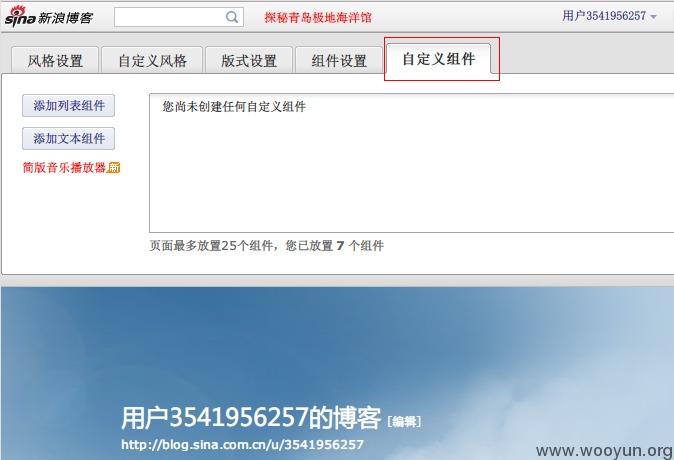 sina 新浪博客
探秘青岛极地海洋馆
用户3541956257
风格设置 自定义风格 版式设置 组件设置 自定义组件
添加列表组件
您尚未创建任何自定义组件
添加文本组件
简版音乐播放器 新
页面最多放置25个组件，您已放置 7 个组件
用户3541956257的博客 [编辑]
http://blog.sina.com.cn/u/3541956257
www.wooyun.org